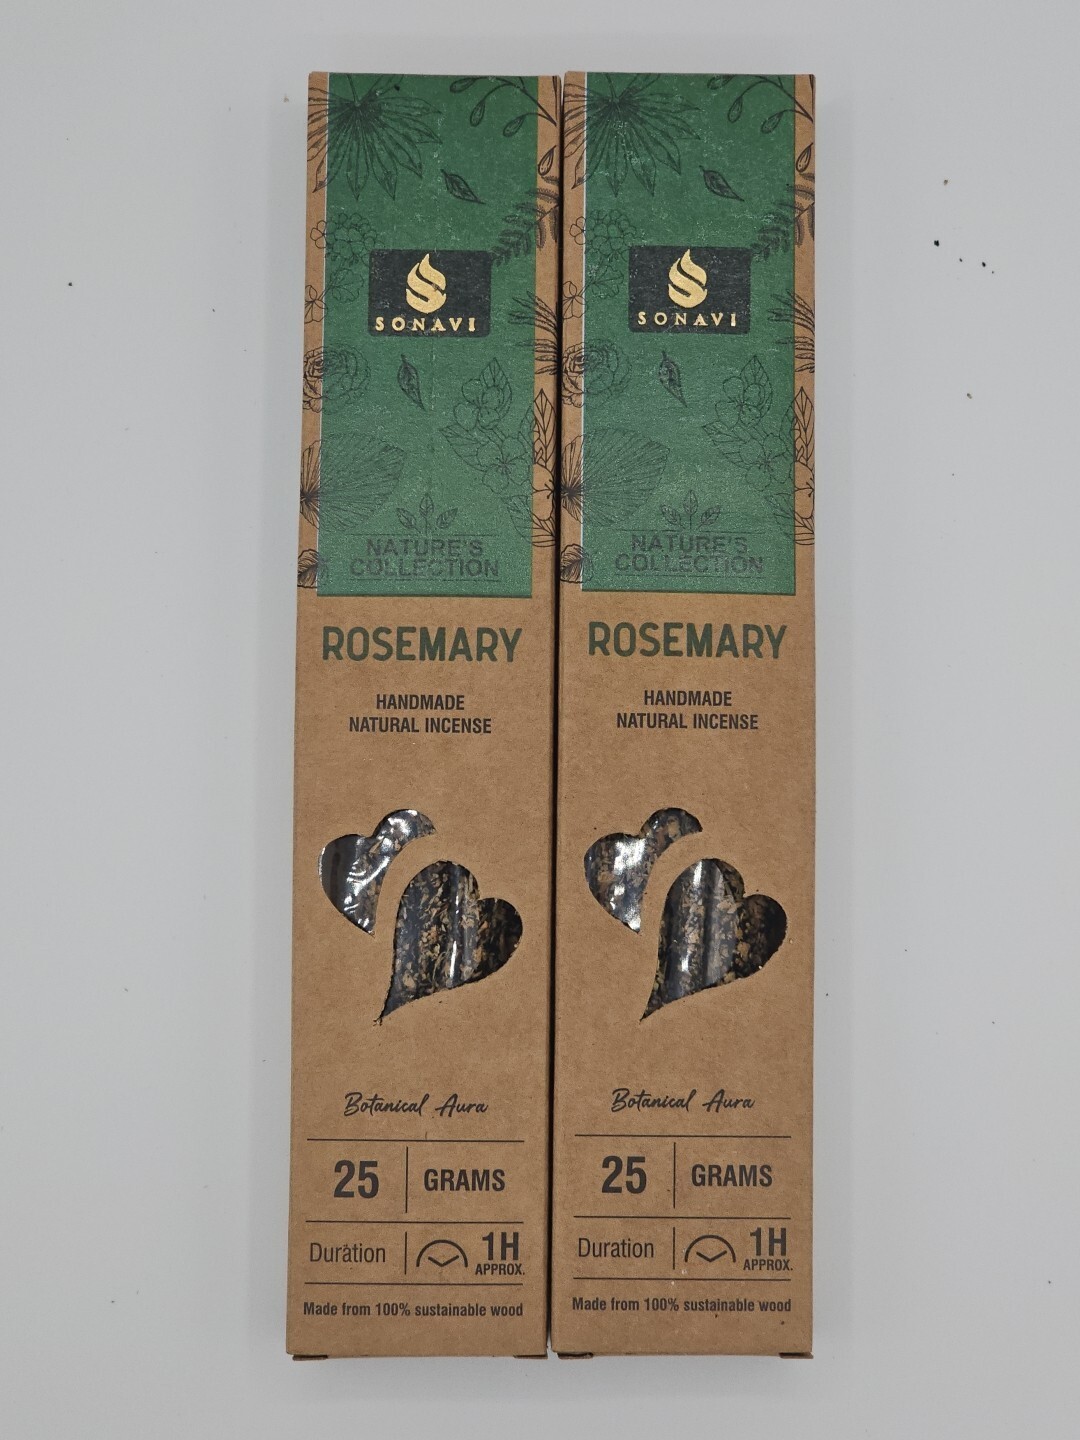 SONAVI
NATURE'S
COLLECTION
ROSEMARY
HANDMADE
NATURAL INCENSE
Botanical Aura
25 GRAMS
Duration 1H
APPROX.
Made from 100% sustainable wood
SONAVI
NATURE'S
COLLECTION
ROSEMARY
HANDMADE
NATURAL INCENSE
Botanical Aura
25 GRAMS
Duration 1H
APPROX.
Made from 100% sustainable wood